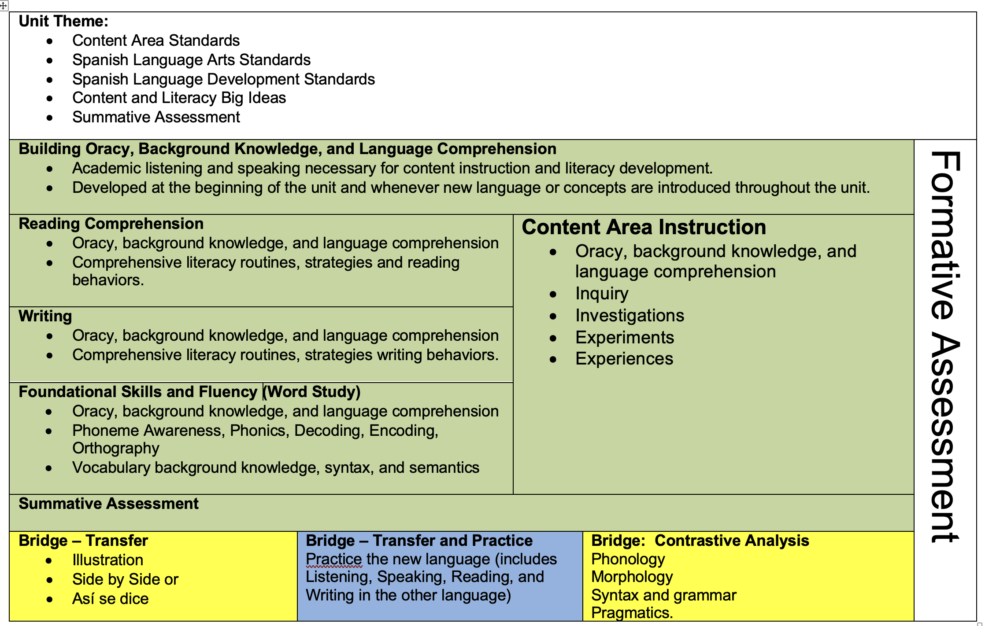 Unit Theme:
• Content Area Standards
• Spanish Language Arts Standards
• Spanish Language Development Standards
• Content and Literacy Big Ideas
• Summative Assessment
Building Oracy, Background Knowledge, and Language Comprehension
• Academic listening and speaking necessary for content instruction and literacy development.
• Developed at the beginning of the unit and whenever new language or concepts are introduced throughout the unit.
Reading Comprehension
• Oracy, background knowledge, and language comprehension
• Comprehensive literacy routines, strategies and reading
behaviors.
Writing
• Oracy, background knowledge, and language comprehension
• Comprehensive literacy routines, strategies writing behaviors.
Foundational Skills and Fluency (Word Study)
• Oracy, background knowledge, and language comprehension
• Phoneme Awareness, Phonics, Decoding, Encoding,
Orthography
• Vocabulary background knowledge, syntax, and semantics
Content Area Instruction
• Oracy, background knowledge, and
language comprehension
• Inquiry
• Investigations
• Experiments
• Experiences
Summative Assessment
Bridge – Transfer
• Illustration
• Side by Side or
• Así se dice
Bridge – Transfer and Practice
Practice the new language (includes
Listening, Speaking, Reading, and
Writing in the other language)
Bridge:  Contrastive Analysis
Phonology
Morphology
Syntax and grammar
Pragmatics.
Formative Assessment